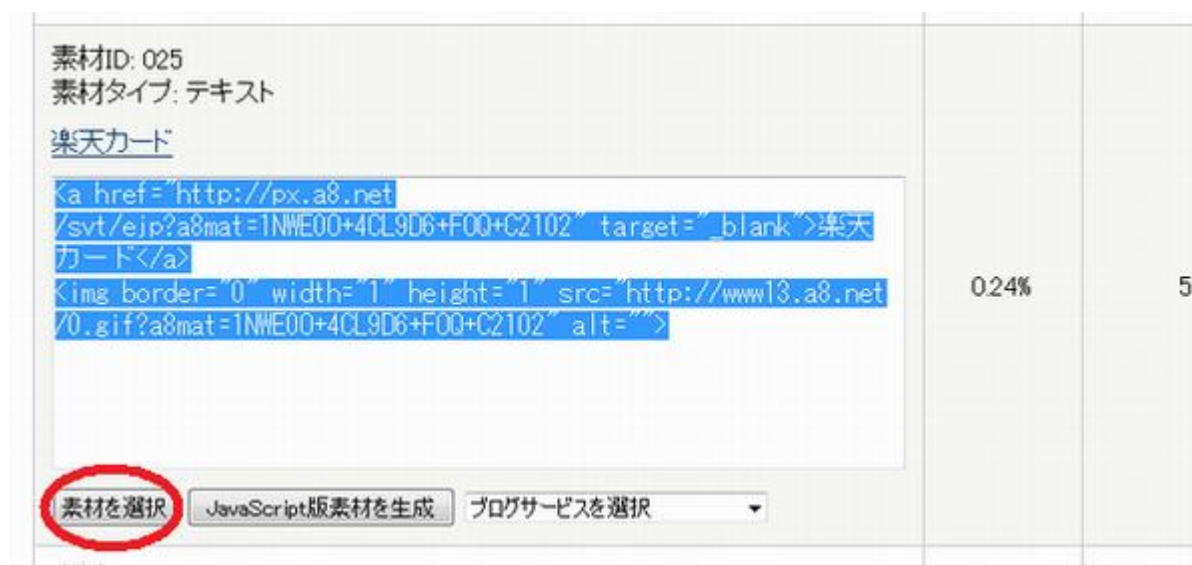 素材ID: 025
素材タイプ: テキスト
楽天カード
<a href="http://px.a8.net
/svt/ejp?a8mat=1NWE0O+4CL9D6+FOQ+C2102" target="_blank">楽天
カード</a>
<img border="0" width="1" height="1" src="http://www13.a8.net
/0.gif?a8mat=1NWE0O+4CL9D6+FOQ+C2102" alt="">
0.24%
5
素材を選択 JavaScript版素材を生成 ブログサービスを選択